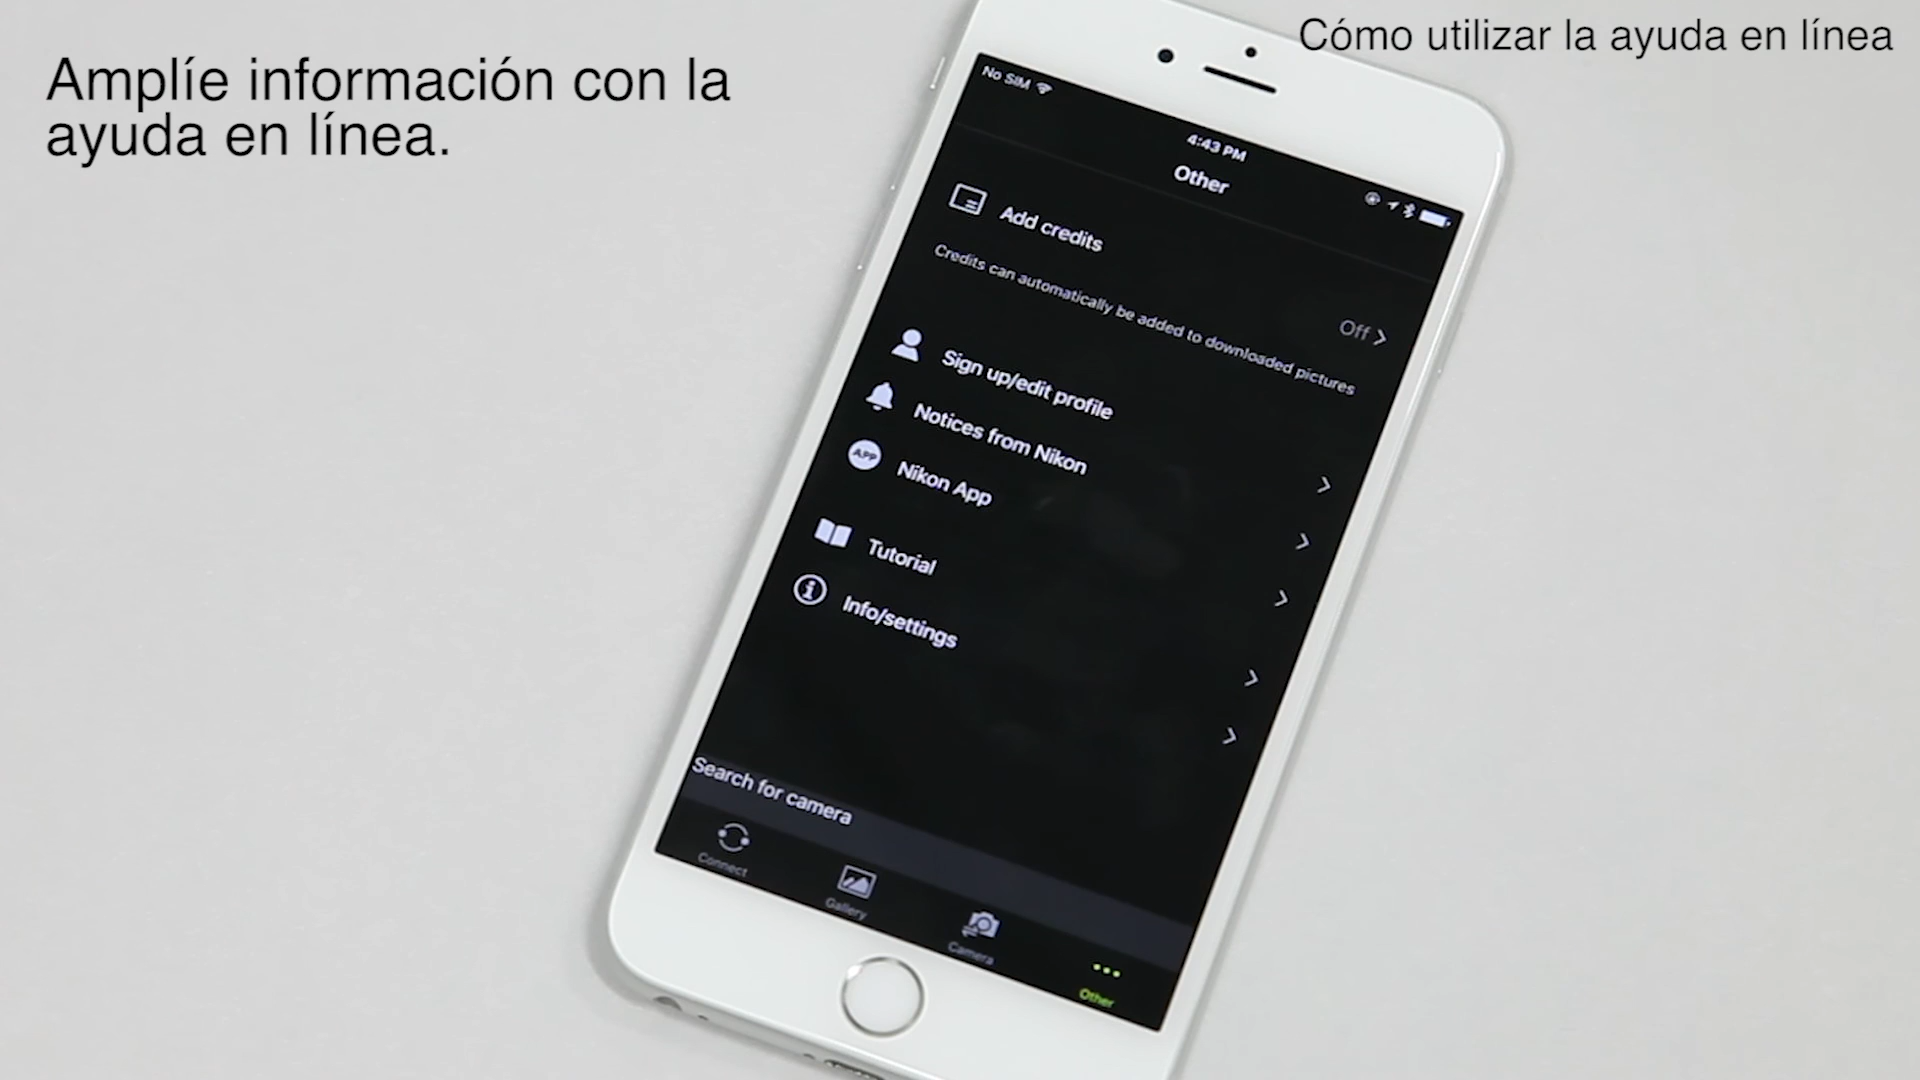 Cómo utilizar la ayuda en línea
Amplíe información con la
ayuda en línea.
No SIM
4:43 PM
Other
Add credits
Off
Credits can automatically be added to downloaded pictures
Sign up/edit profile
Notices from Nikon
APP
Nikon App
Tutorial
Info/settings
Search for camera
Connect
Gallery
Camera
Other